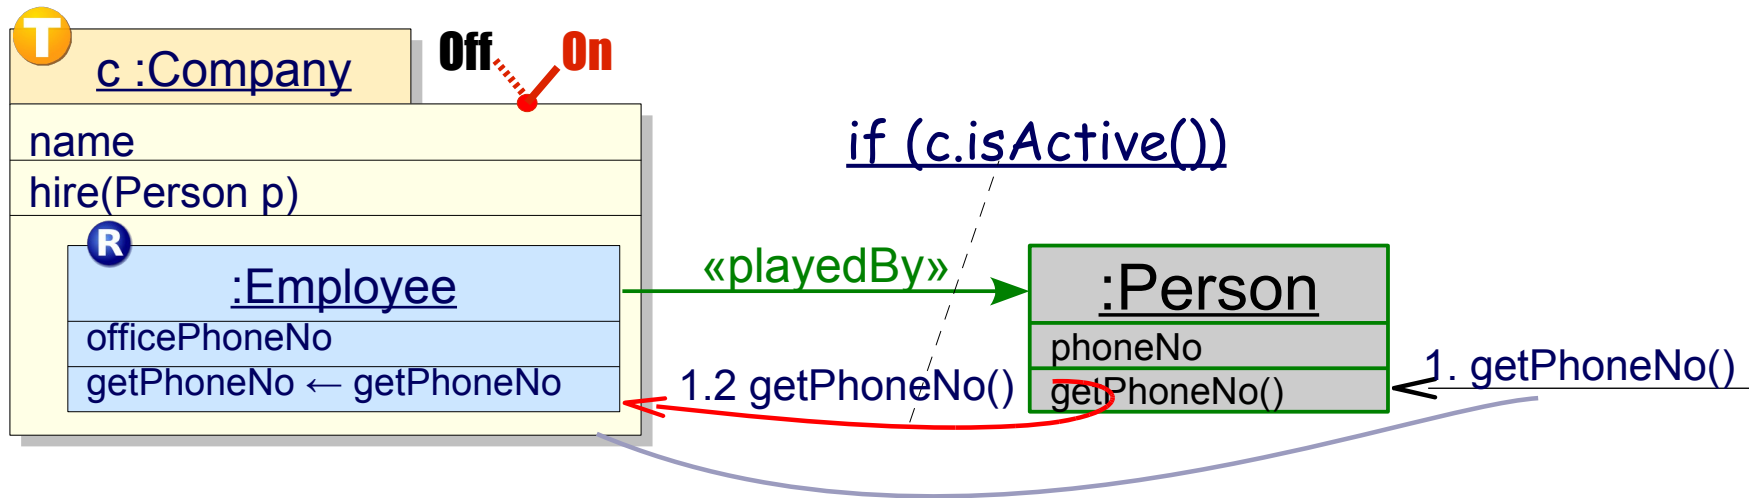 T
c :Company
Off On
name
if (c.isActive())
hire(Person p)
R
:Employee
«playedBy»
:Person
officePhoneNo
phoneNo
getPhoneNo ← getPhoneNo
1.2 getPhoneNo()
getPhoneNo()
1. getPhoneNo()